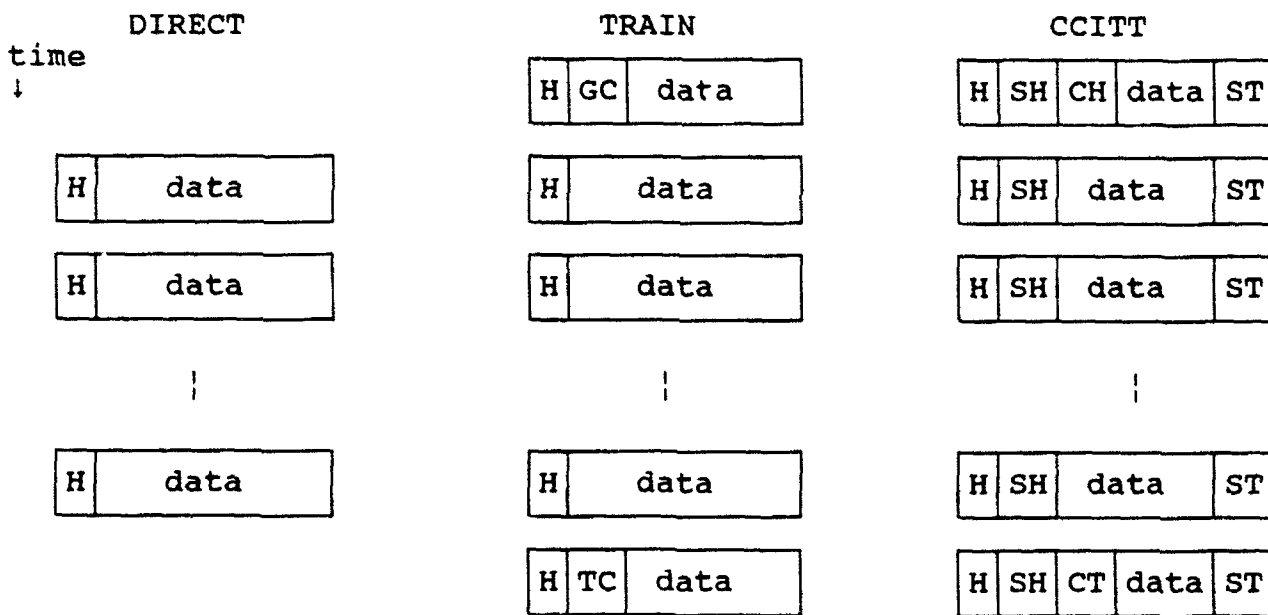 DIRECT TRAIN CCITT
time
↓
H GC data H SH CH data ST
H data H data H SH data ST
H data H data H SH data ST
H data H data H SH data ST
H TC data H SH CT data ST